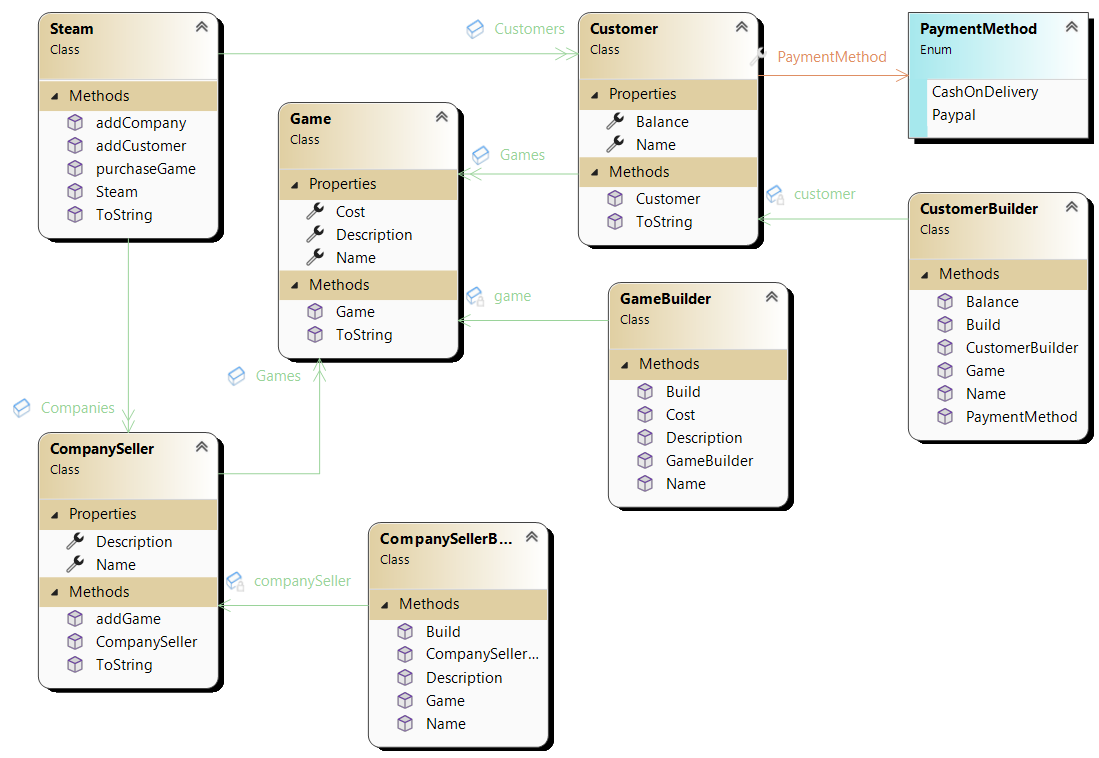 Steam
Class
Methods
addCompany
addCustomer
purchaseGame
Steam
ToString
Customers
Customer
Class
Properties
Balance
Name
Methods
Customer
ToString
PaymentMethod
PaymentMethod
Enum
CashOnDelivery
Paypal
Game
Class
Properties
Cost
Description
Name
Methods
Game
ToString
Games
customer
CustomerBuilder
Class
Methods
Balance
Build
CustomerBuilder
Game
Name
PaymentMethod
game
GameBuilder
Class
Methods
Build
Cost
Description
GameBuilder
Name
Games
Companies
CompanySeller
Class
Properties
Description
Name
Methods
addGame
CompanySeller
ToString
companySeller
CompanySellerB...
Class
Methods
Build
CompanySeller...
Description
Game
Name